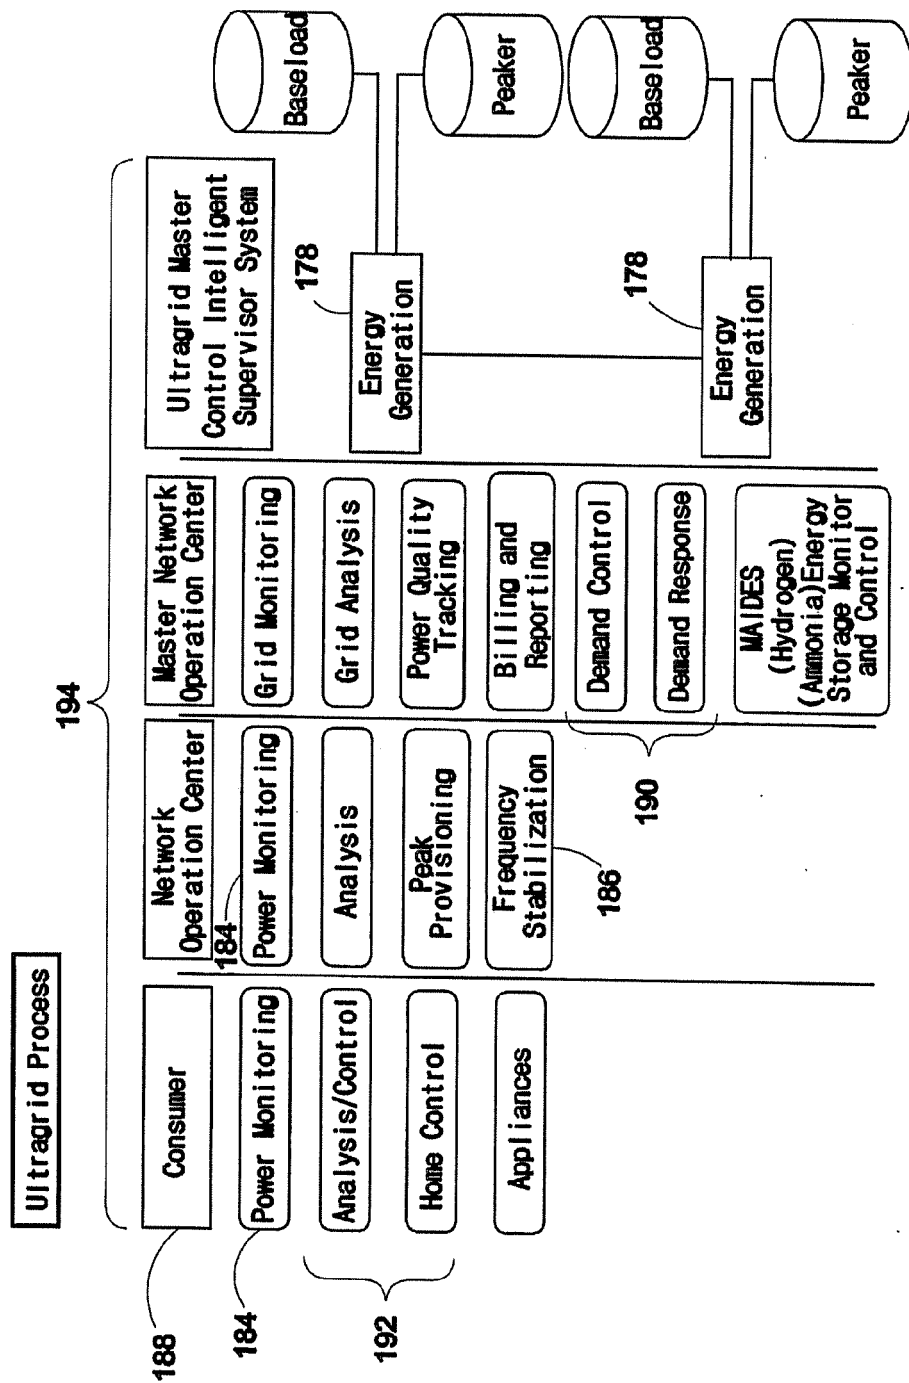 Ultragrid Process
194
188
Consumer
184
Power Monitoring
192
Analysis/Control
Home Control
Appliances
Network
Operation Center
184
Power Monitoring
Analysis
Peak
Provisioning
Frequency
Stabilization
186
Master Network
Operation Center
Grid Monitoring
Grid Analysis
Power Quality
Tracking
Billing and
Reporting
190
Demand Control
Demand Response
MAIDES
(Hydrogen)
(Ammonia)Energy
Storage Monitor
and Control
Ultragrid Master
Control Intelligent
Supervisor System
178
Energy
Generation
Baseload
Peaker
178
Energy
Generation
Baseload
Peaker